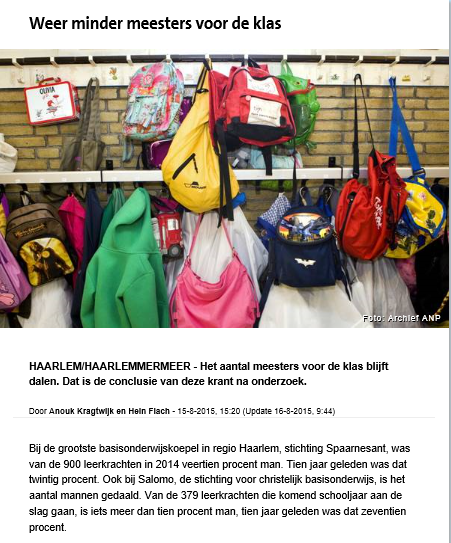 Weer minder meesters voor de klas
OLIVIA
Foto: Archief ANP
HAARLEM/HAARLEMMERMEER - Het aantal meesters voor de klas blijft
dalen. Dat is de conclusie van deze krant na onderzoek.
Door Anouk Kragtwijk en Hein Flach - 15-8-2015, 15:20 (Update 16-8-2015, 9:44)
Bij de grootste basisonderwijskoepel in regio Haarlem, stichting Spaarnesant, was
van de 900 leerkrachten in 2014 veertien procent man. Tien jaar geleden was dat
twintig procent. Ook bij Salomo, de stichting voor christelijk basisonderwijs, is het
aantal mannen gedaald. Van de 379 leerkrachten die komend schooljaar aan de
slag gaan, is iets meer dan tien procent man, tien jaar geleden was dat zeventien
procent.